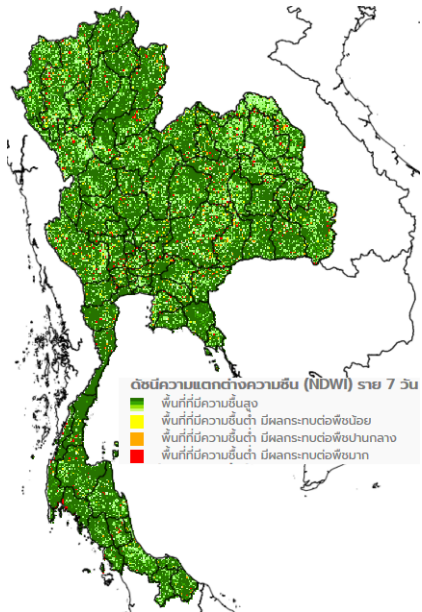 ดัชนีความแตกต่างความชื้น (NDWI) ราย 7 วัน
พื้นที่ที่มีความชื้นสูง
พื้นที่ที่มีความชื้นต่ำ มีผลกระทบต่อพืชน้อย
พื้นที่ที่มีความชื้นต่ำ มีผลกระทบต่อพืชปานกลาง
พื้นที่ที่มีความชื้นต่ำ มีผลกระทบต่อพืชมาก